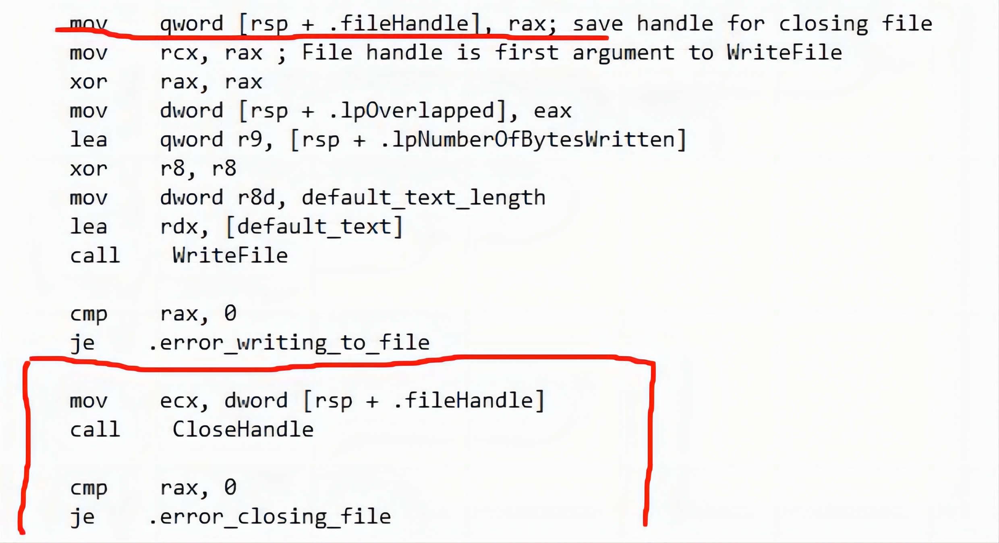 mov qword [rsp + .fileHandle], rax; save handle for closing file
mov rcx, rax ; File handle is first argument to WriteFile
xor rax, rax
mov dword [rsp + .lpOverlapped], eax
lea qword r9, [rsp + .lpNumberOfBytesWritten]
xor r8, r8
mov dword r8d, default_text_length
lea rdx, [default_text]
call WriteFile
cmp rax, 0
je .error_writing_to_file
mov ecx, dword [rsp + .fileHandle]
call CloseHandle
cmp rax, 0
je .error_closing_file